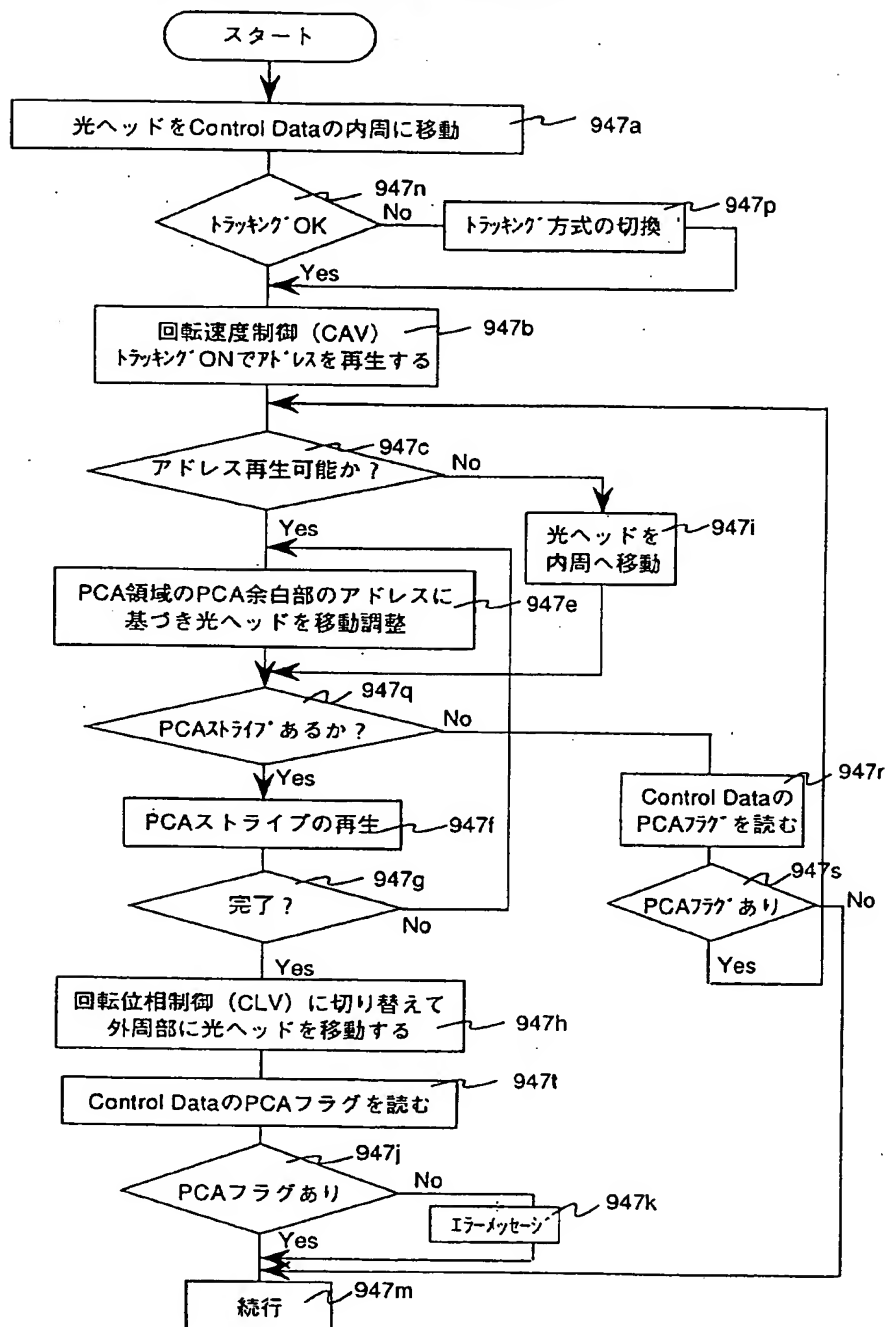 スタート
光ヘッドをControl Dataの内周に移動
947a
947n
トラッキングOK
No
947p
トラッキング方式の切換
Yes
回転速度制御（CAV）
トラッキングONでアドレスを再生する
947b
947c
アドレス再生可能か？
No
Yes
光ヘッドを
内周へ移動
947i
PCA領域のPCA余白部のアドレスに
基づき光ヘッドを移動調整
947e
947q
PCAストライプあるか？
No
Yes
947r
Control Dataの
PCAフラグを読む
PCAストライプの再生
947f
947g
完了？
No
947s
PCAフラグあり
No
Yes
Yes
回転位相制御（CLV）に切り替えて
外周部に光ヘッドを移動する
947h
947t
Control DataのPCAフラグを読む
947j
PCAフラグあり
No
947k
エラーメッセージ
Yes
947m
続行